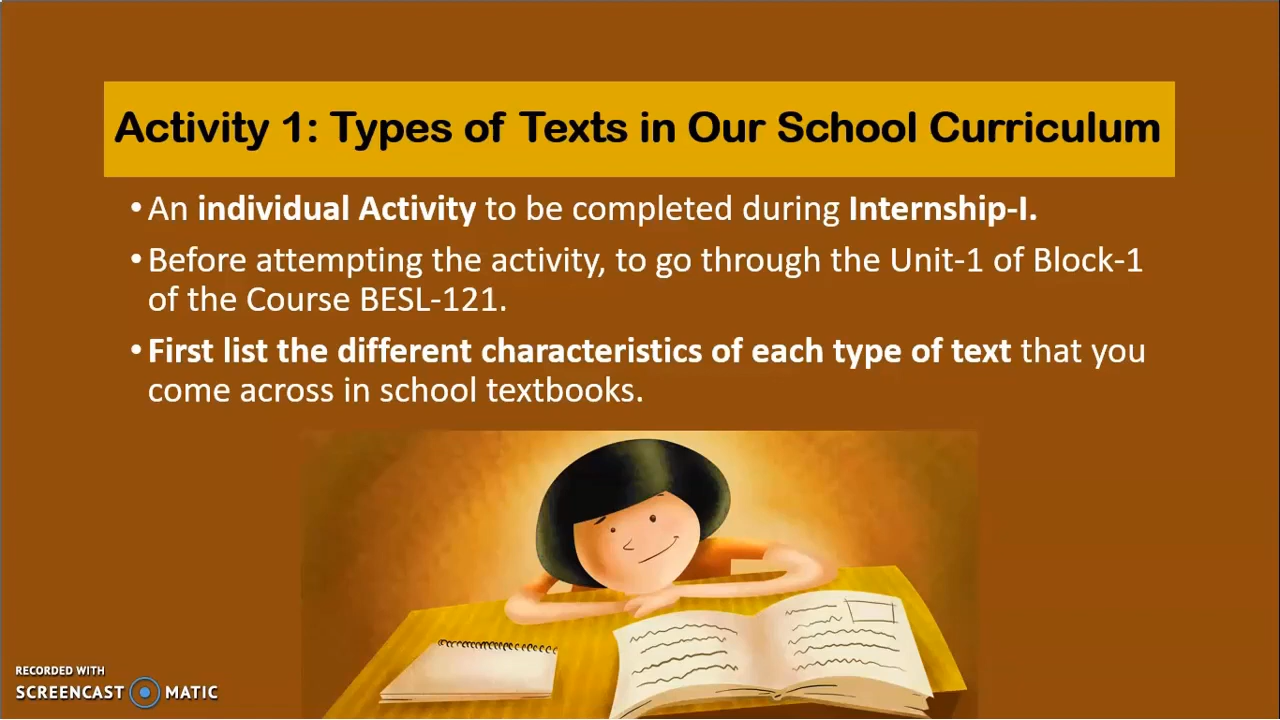 Activity 1: Types of Texts in Our School Curriculum
• An individual Activity to be completed during Internship-I.
• Before attempting the activity, to go through the Unit-1 of Block-1
of the Course BESL-121.
• First list the different characteristics of each type of text that you
come across in school textbooks.
RECORDED WITH
SCREENCAST MATIC